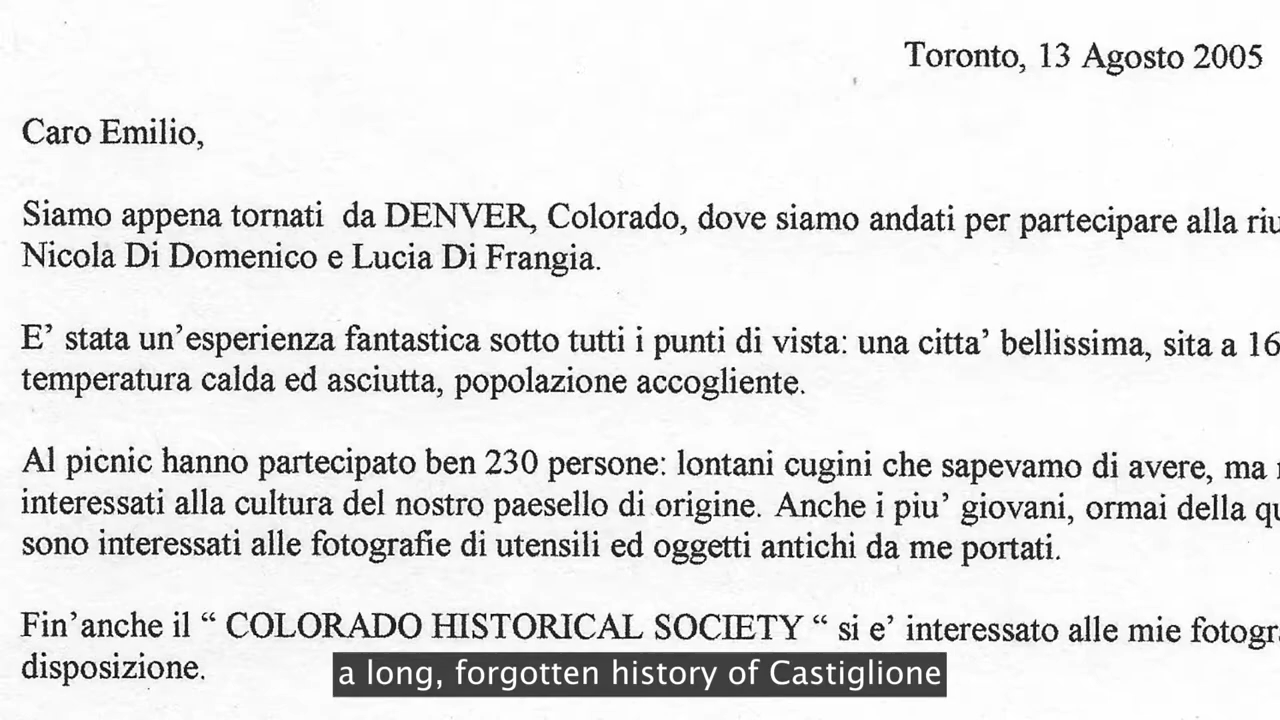 Toronto, 13 Agosto 2005
Caro Emilio,
Siamo appena tornati da DENVER, Colorado, dove siamo andati per partecipare alla riu
Nicola Di Domenico e Lucia Di Frangia.
E' stata un'esperienza fantastica sotto tutti i punti di vista: una citta' bellissima, sita a 16
temperatura calda ed asciutta, popolazione accogliente.
Al picnic hanno partecipato ben 230 persone: lontani cugini che sapevamo di avere, ma
interessati alla cultura del nostro paesello di origine. Anche i piu' giovani, ormai della qu
sono interessati alle fotografie di utensili ed oggetti antichi da me portati.
Fin'anche il “ COLORADO HISTORICAL SOCIETY “ si e' interessato alle mie fotogr
disposizione.
a long, forgotten history of Castiglione